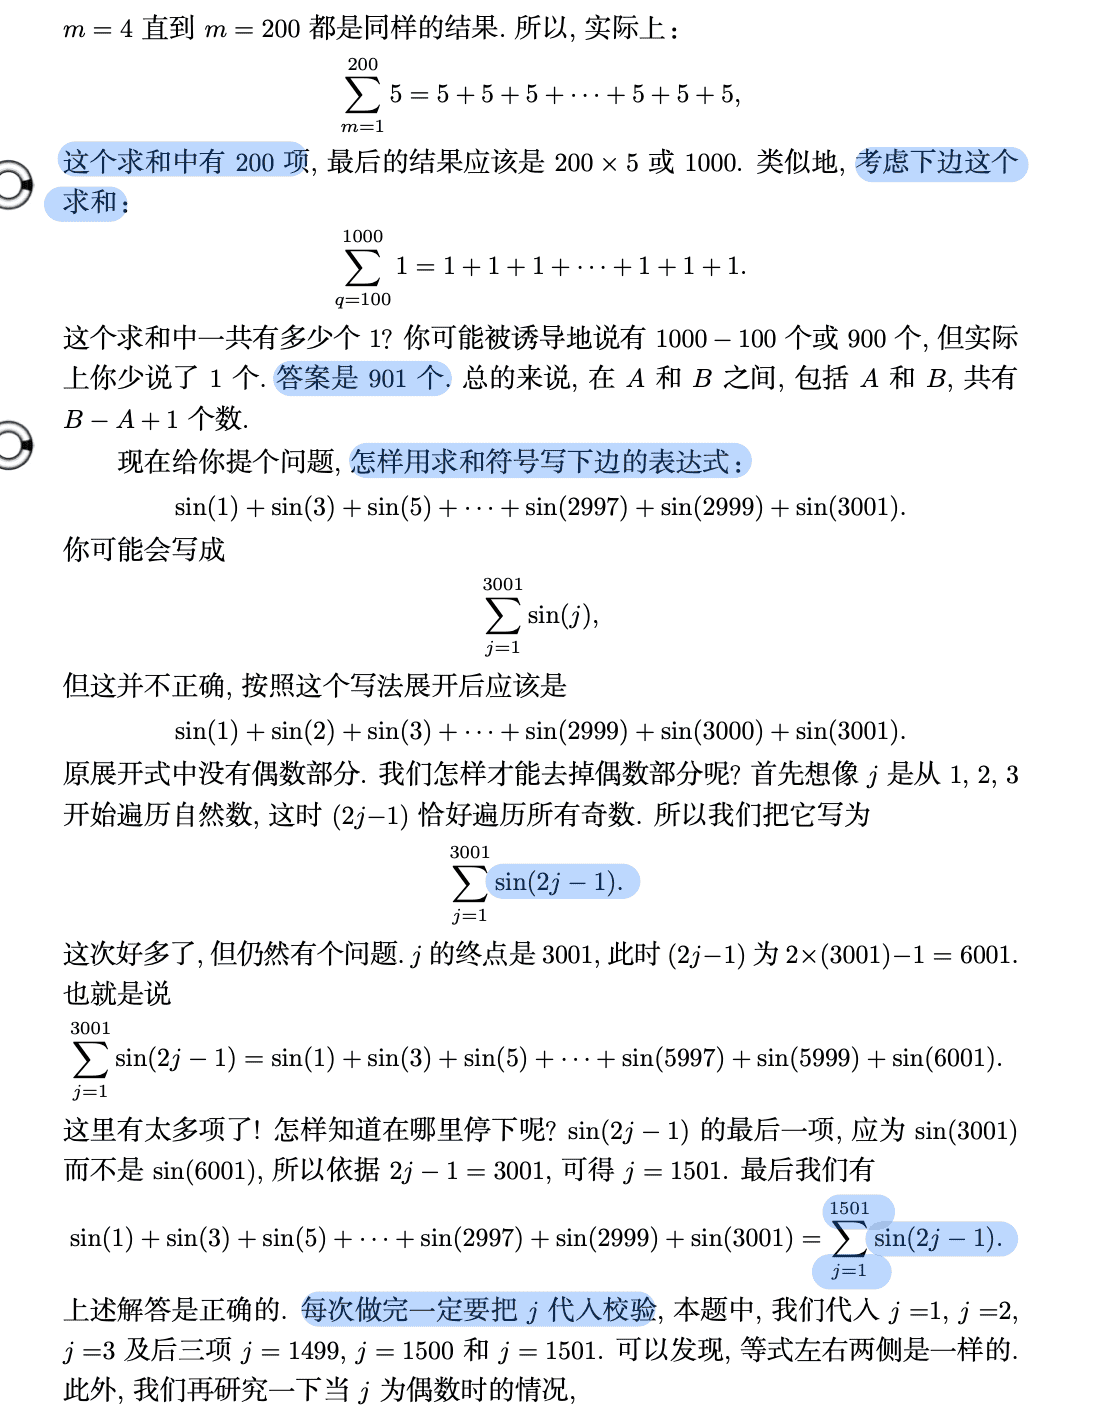 m = 4 直到 m = 200 都是同样的结果. 所以, 实际上:
200
∑ 5 = 5 + 5 + 5 + ⋯ + 5 + 5 + 5,
m=1
这个求和中有 200 项, 最后的结果应该是 200 × 5 或 1000. 类似地, 考虑下边这个
求和:
1000
∑ 1 = 1 + 1 + 1 + ⋯ + 1 + 1 + 1.
q=100
这个求和中一共有多少个 1? 你可能被诱导地说有 1000 − 100 个或 900 个, 但实际
上你少说了 1 个. 答案是 901 个. 总的来说, 在 A 和 B 之间, 包括 A 和 B, 共有
B − A + 1 个数.
现在给你提个问题, 怎样用求和符号写下边的表达式:
sin(1) + sin(3) + sin(5) + ⋯ + sin(2997) + sin(2999) + sin(3001).
你可能会写成
3001
∑ sin(j),
j=1
但这并不正确, 按照这个写法展开后应该是
sin(1) + sin(2) + sin(3) + ⋯ + sin(2999) + sin(3000) + sin(3001).
原展开式中没有偶数部分. 我们怎样才能去掉偶数部分呢? 首先想像 j 是从 1, 2, 3
开始遍历自然数, 这时 (2j−1) 恰好遍历所有奇数. 所以我们把它写为
3001
∑ sin(2j − 1).
j=1
这次好多了, 但仍然有个问题. j 的终点是 3001, 此时 (2j−1) 为 2×(3001)−1 = 6001.
也就是说
3001
∑ sin(2j − 1) = sin(1) + sin(3) + sin(5) + ⋯ + sin(5997) + sin(5999) + sin(6001).
j=1
这里有太多项了! 怎样知道在哪里停下呢? sin(2j − 1) 的最后一项, 应为 sin(3001)
而不是 sin(6001), 所以依据 2j − 1 = 3001, 可得 j = 1501. 最后我们有
1501
sin(1) + sin(3) + sin(5) + ⋯ + sin(2997) + sin(2999) + sin(3001) = ∑ sin(2j − 1).
j=1
上述解答是正确的. 每次做完一定要把 j 代入校验, 本题中, 我们代入 j =1, j =2,
j =3 及后三项 j = 1499, j = 1500 和 j = 1501. 可以发现, 等式左右两侧是一样的.
此外, 我们再研究一下当 j 为偶数时的情况,